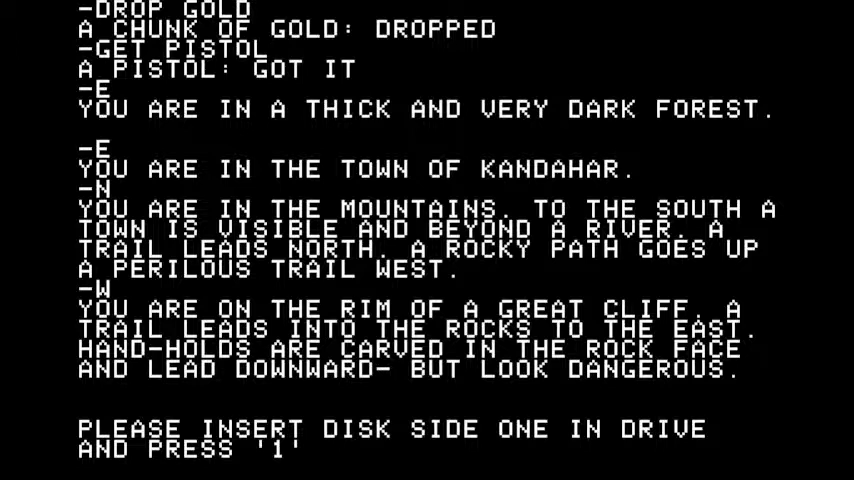 -DROP GOLD
A CHUNK OF GOLD: DROPPED
-GET PISTOL
A PISTOL: GOT IT
-E
YOU ARE IN A THICK AND VERY DARK FOREST.
-E
YOU ARE IN THE TOWN OF KANDAHAR.
-N
YOU ARE IN THE MOUNTAINS. TO THE SOUTH A
TOWN IS VISIBLE AND BEYOND A RIVER. A
TRAIL LEADS NORTH. A ROCKY PATH GOES UP
A PERILOUS TRAIL WEST.
-W
YOU ARE ON THE RIM OF A GREAT CLIFF. A
TRAIL LEADS INTO THE ROCKS TO THE EAST.
HAND-HOLDS ARE CARVED IN THE ROCK FACE
AND LEAD DOWNWARD- BUT LOOK DANGEROUS.
PLEASE INSERT DISK SIDE ONE IN DRIVE
AND PRESS '1'